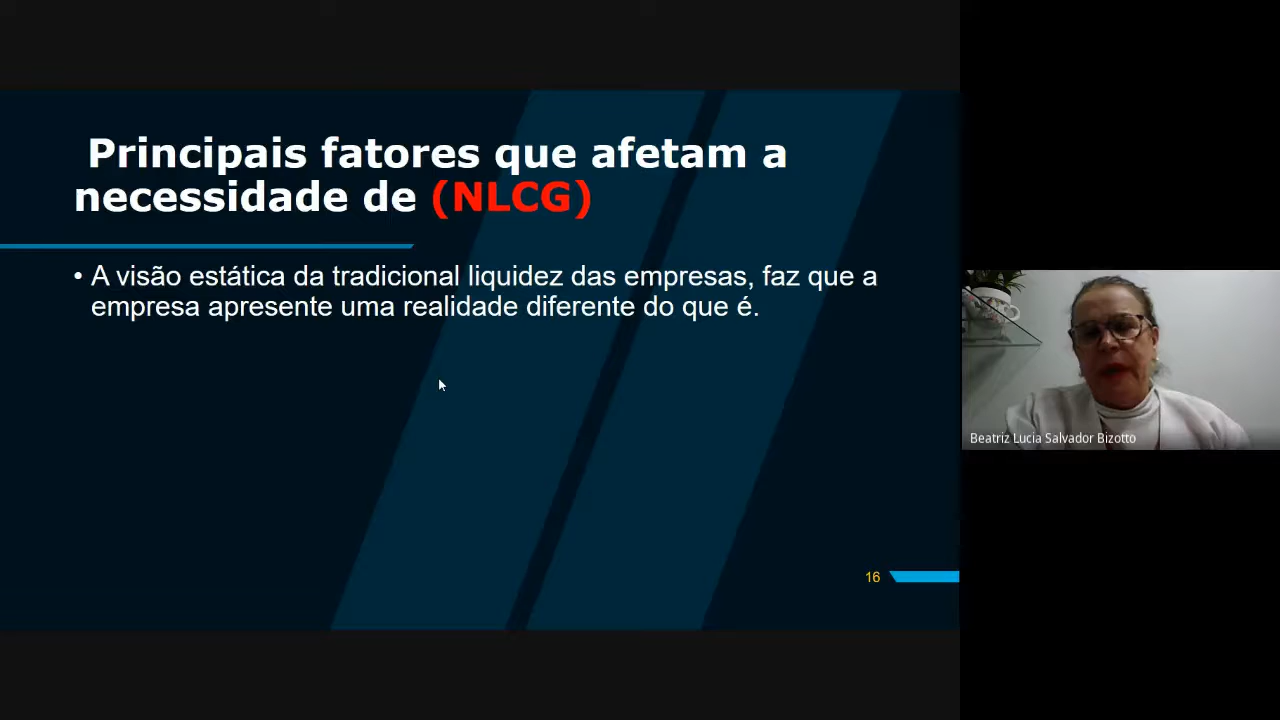 Principais fatores que afetam a
necessidade de (NLCG)
• A visão estática da tradicional liquidez das empresas, faz que a
empresa apresente uma realidade diferente do que é.
16
Beatriz Lucia Salvador Bizotto